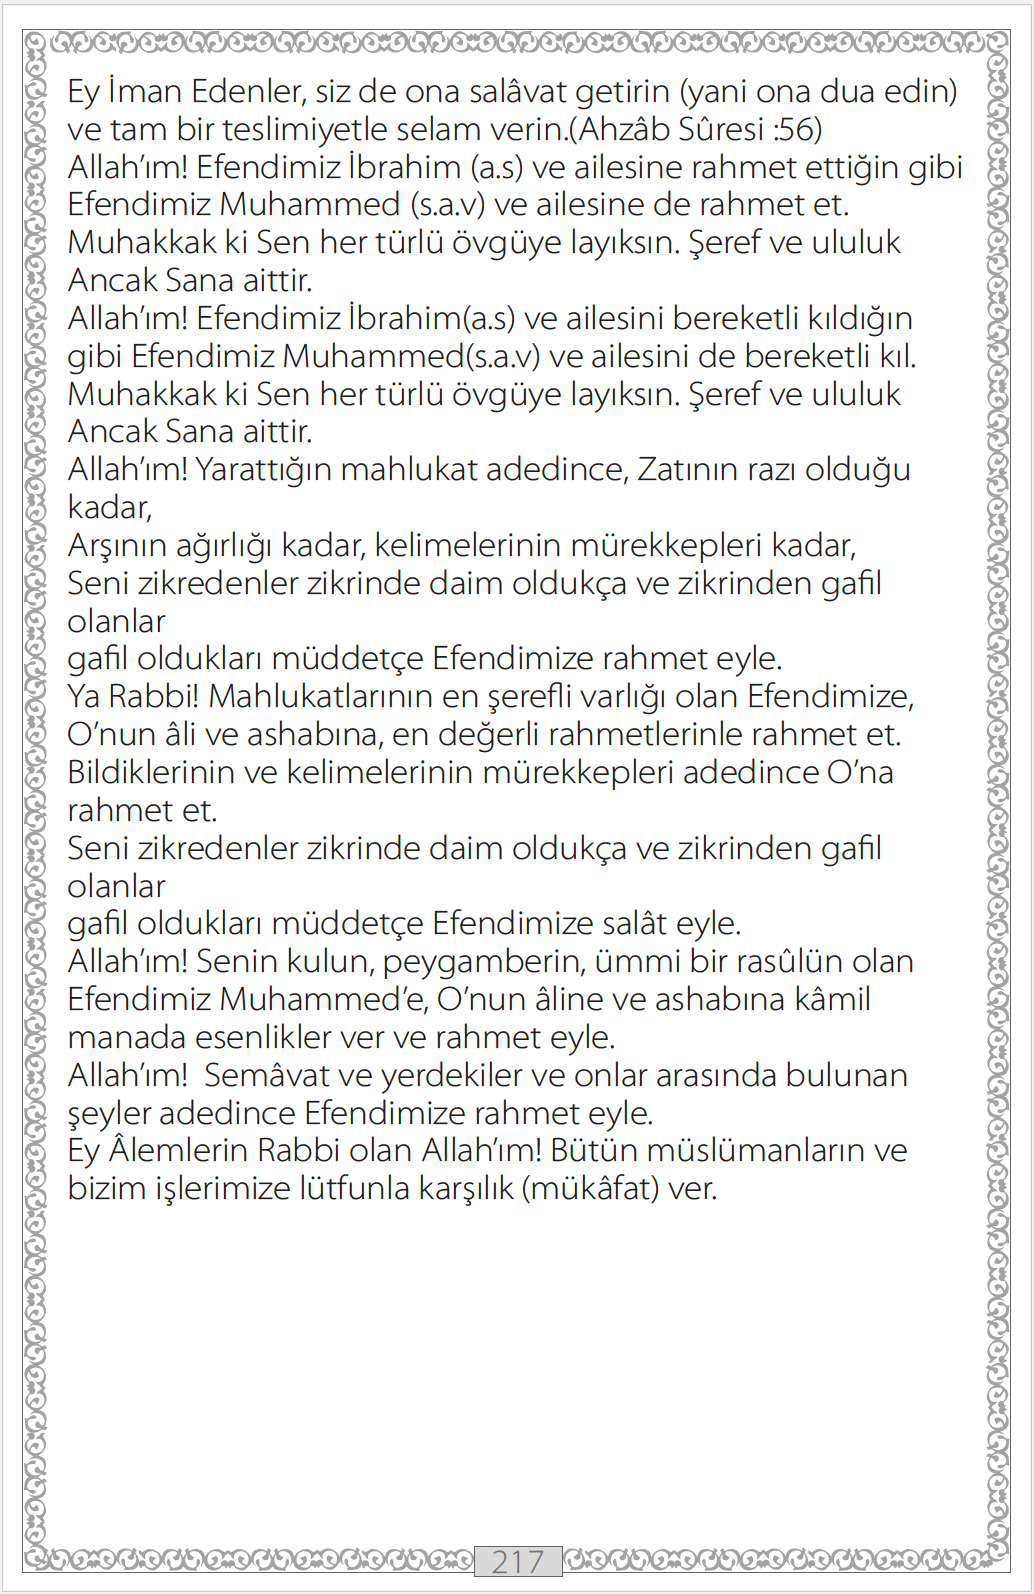 Ey İman Edenler, siz de ona salâvat getirin (yani ona dua edin)
ve tam bir teslimiyetle selam verin.(Ahzâb Sûresi :56)
Allah’ım! Efendimiz İbrahim (a.s) ve ailesine rahmet ettiğin gibi
Efendimiz Muhammed (s.a.v) ve ailesine de rahmet et.
Muhakkak ki Sen her türlü övgüye layıksın. Şeref ve ululuk
Ancak Sana aittir.
Allah’ım! Efendimiz İbrahim(a.s) ve ailesini bereketli kıldığın
gibi Efendimiz Muhammed(s.a.v) ve ailesini de bereketli kıl.
Muhakkak ki Sen her türlü övgüye layıksın. Şeref ve ululuk
Ancak Sana aittir.
Allah’ım! Yarattığın mahlukat adedince, Zatının razı olduğu
kadar,
Arşının ağırlığı kadar, kelimelerinin mürekkepleri kadar,
Seni zikredenler zikrinde daim oldukça ve zikrinden gafil
olanlar
gafil oldukları müddetçe Efendimize rahmet eyle.
Ya Rabbi! Mahlukatlarının en şerefli varlığı olan Efendimize,
O’nun âli ve ashabına, en değerli rahmetlerinle rahmet et.
Bildiklerinin ve kelimelerinin mürekkepleri adedince O’na
rahmet et.
Seni zikredenler zikrinde daim oldukça ve zikrinden gafil
olanlar
gafil oldukları müddetçe Efendimize salât eyle.
Allah’ım! Senin kulun, peygamberin, ümmi bir rasûlün olan
Efendimiz Muhammed’e, O’nun âline ve ashabına kâmil
manada esenlikler ver ve rahmet eyle.
Allah’ım!  Semâvat ve yerdekiler ve onlar arasında bulunan
şeyler adedince Efendimize rahmet eyle.
Ey Âlemlerin Rabbi olan Allah’ım! Bütün müslümanların ve
bizim işlerimize lütfunla karşılık (mükâfat) ver.
217